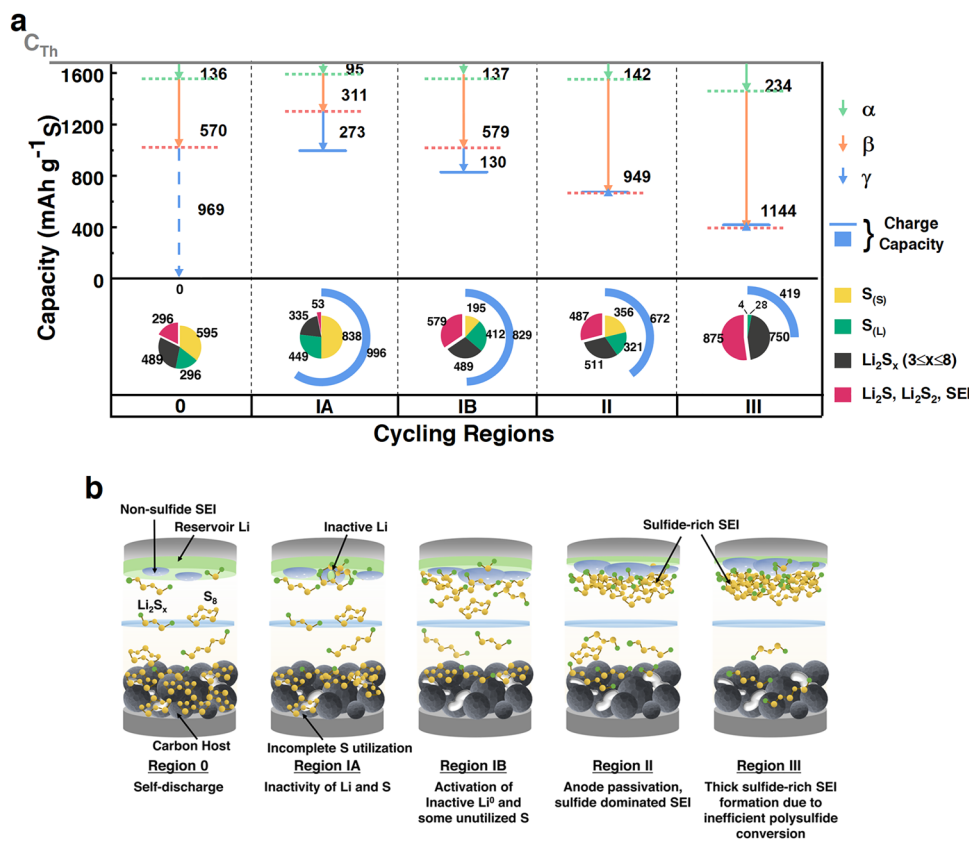 a
C_Th
Capacity (mAh g⁻¹S)
1600
1200
800
400
0
136
570
969
0
95
311
273
137
579
130
142
949
234
1144
α
β
γ
Charge
Capacity
296
595
489
296
53
335
838
996
449
195
579
412
829
489
487
356
672
321
511
4
28
419
875
750
S(S)
S(L)
Li₂Sₓ (3≤x≤8)
Li₂S, Li₂S₂, SEI
0
IA
IB
II
III
Cycling Regions
b
Non-sulfide SEI
Reservoir Li
Inactive Li
Sulfide-rich SEI
Li₂Sₓ
S₈
Carbon Host
Incomplete S utilization
Region 0
Self-discharge
Region IA
Inactivity of Li and S
Region IB
Activation of
Inactive Li⁰ and
some unutilized S
Region II
Anode passivation,
sulfide dominated SEI
Region III
Thick sulfide-rich SEI
formation due to
inefficient polysulfide
conversion